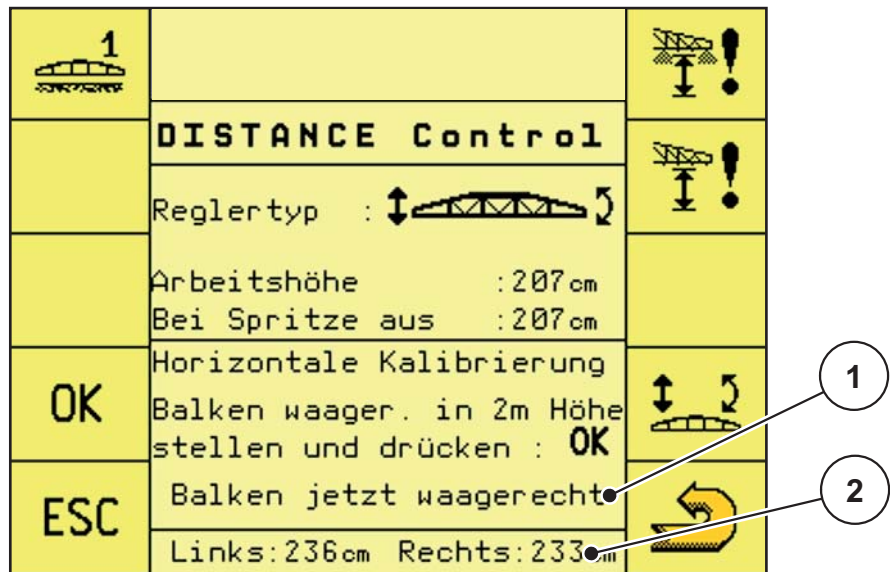 1
DISTANCE Control
Reglertyp :
Arbeitshöhe :207cm
Bei Spritze aus :207cm
Horizontale Kalibrierung
Balken waager. in 2m Höhe
stellen und drücken : OK
Balken jetzt waagerecht
Links:236cm Rechts:233cm
OK
ESC
1
2